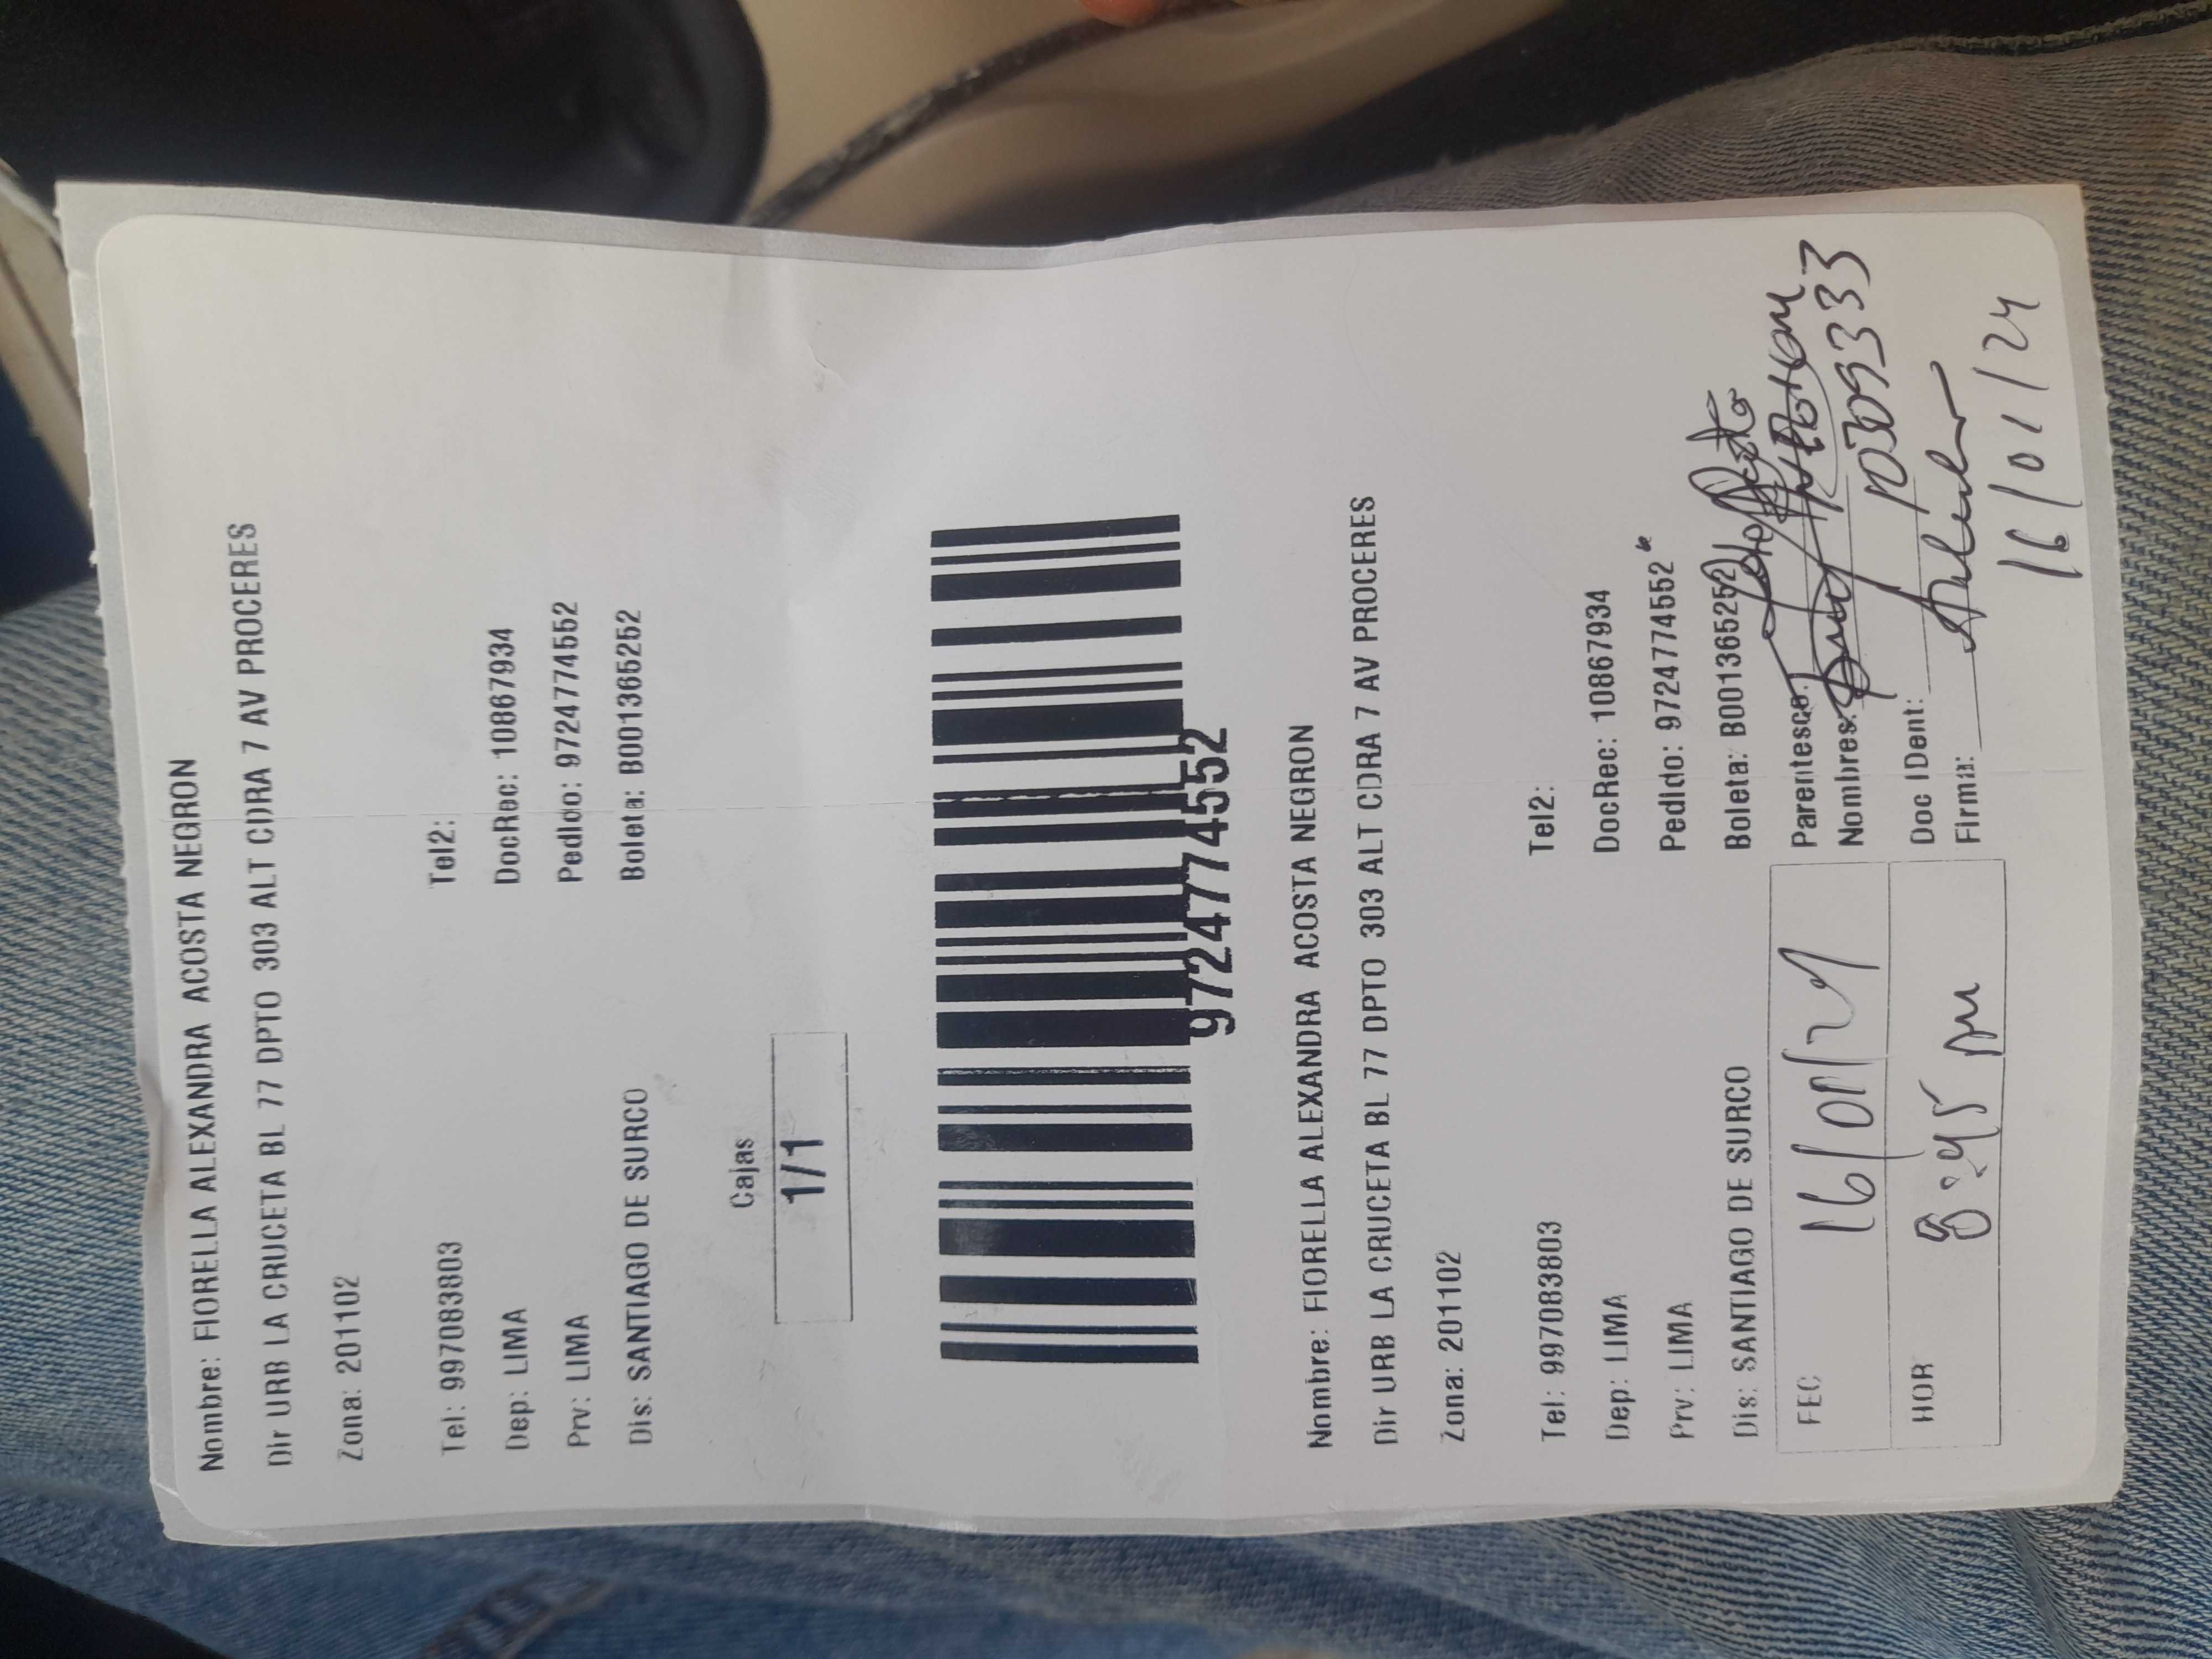 Nombre: FIORELLA ALEXANDRA ACOSTA NEGRON
Dir URB LA CRUCETA BL 77 DPTO 303 ALT CDRA 7 AV PROCERES
Zona: 201102
Tel: 997083803 Tel2:
Dep: LIMA DocRec: 10867934
Prv: LIMA Pedido: 9724774552
Dis: SANTIAGO DE SURCO Boleta: B001365252
Cajas
1/1
9724774552
Nombre: FIORELLA ALEXANDRA ACOSTA NEGRON
Dir URB LA CRUCETA BL 77 DPTO 303 ALT CDRA 7 AV PROCERES
Zona: 201102
Tel: 997083803 Tel2:
Dep: LIMA DocRec: 10867934
Prv: LIMA Pedido: 9724774552
Dis: SANTIAGO DE SURCO Boleta: B001365252
FEC 16/01/24 Parentesco:
Nombres:
HOR 8:45 Doc IDent: 10309333
Firma:
16/01/24